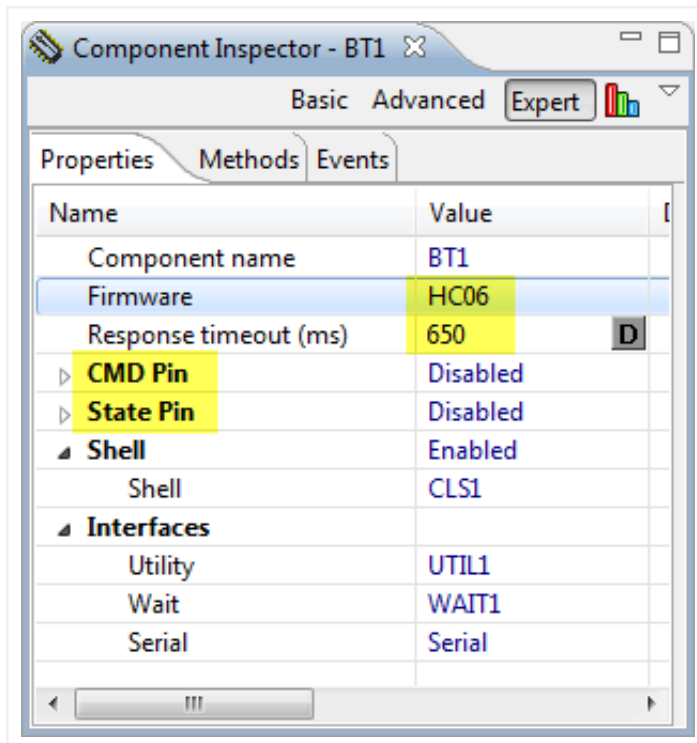 Component Inspector - BT1
Basic Advanced Expert
Properties Methods Events
Name Value
Component name BT1
Firmware HC06
Response timeout (ms) 650 D
CMD Pin Disabled
State Pin Disabled
Shell Enabled
Shell CLS1
Interfaces
Utility UTIL1
Wait WAIT1
Serial Serial